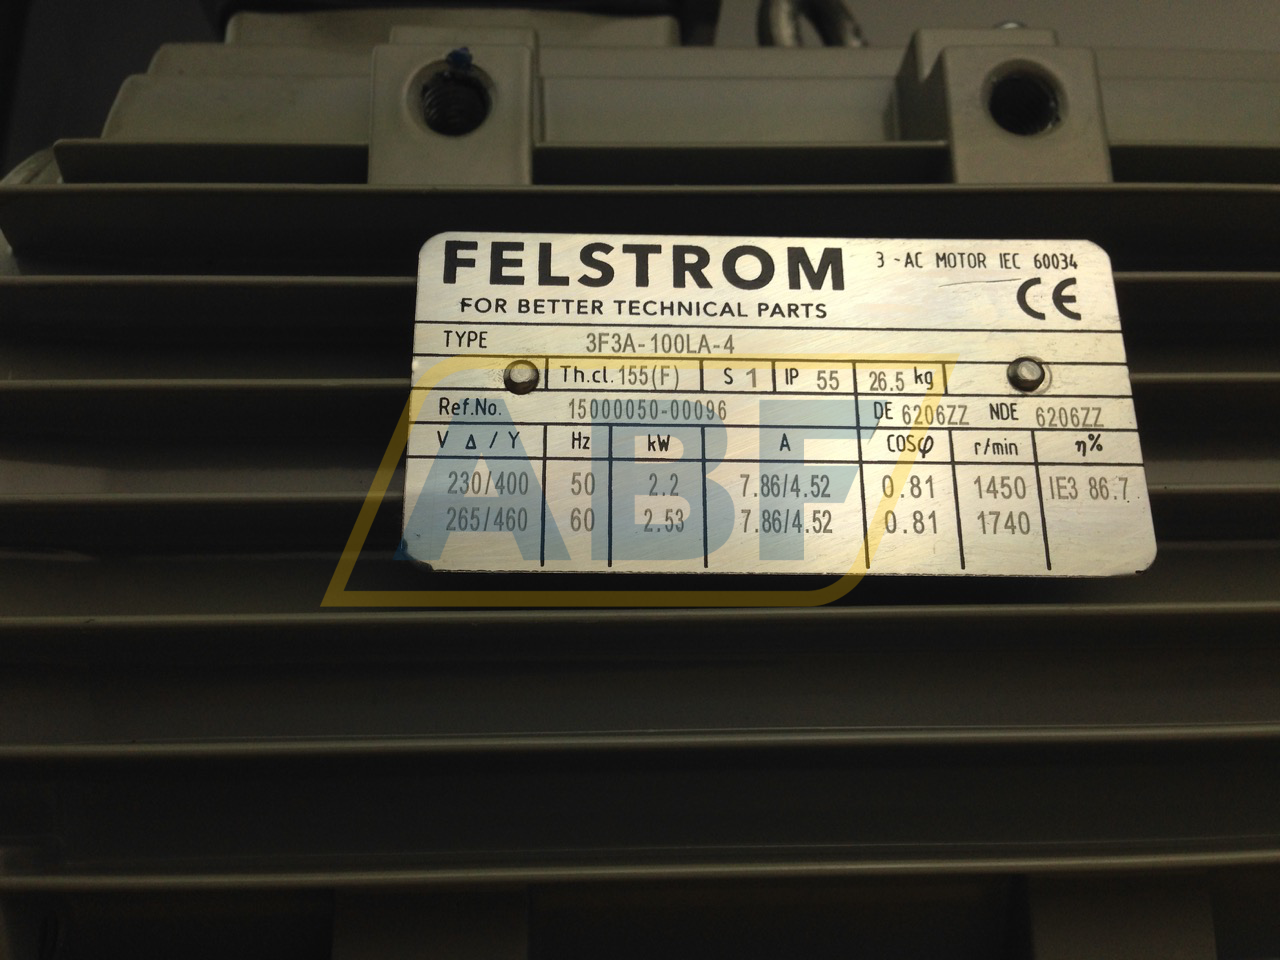 FELSTROM
3 ~AC MOTOR IEC 60034
FOR BETTER TECHNICAL PARTS
CE
TYPE 3F3A-100LA-4
Th.cl. 155(F) S 1 IP 55 26.5 kg
Ref.No. 15000050-00096 DE 6206ZZ NDE 6206ZZ
V Δ / Y Hz kW A COSφ r/min η%
230/400 50 2.2 7.86/4.52 0.81 1450 IE3 86.7
265/460 60 2.53 7.86/4.52 0.81 1740
ABF